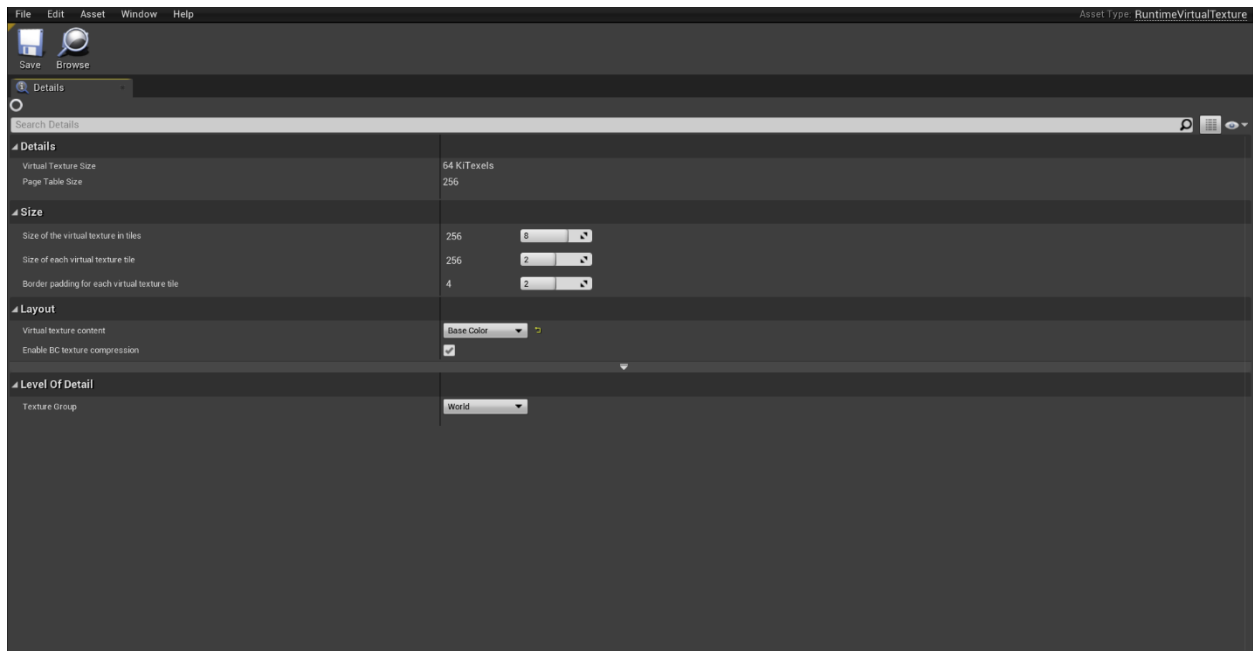 File Edit Asset Window Help Asset Type: RuntimeVirtualTexture
Save Browse
Details
Search Details
Details
Virtual Texture Size 64 KiTexels
Page Table Size 256
Size
Size of the virtual texture in tiles 256 8
Size of each virtual texture tile 256 2
Border padding for each virtual texture tile 4 2
Layout
Virtual texture content Base Color
Enable BC texture compression
Level Of Detail
Texture Group World